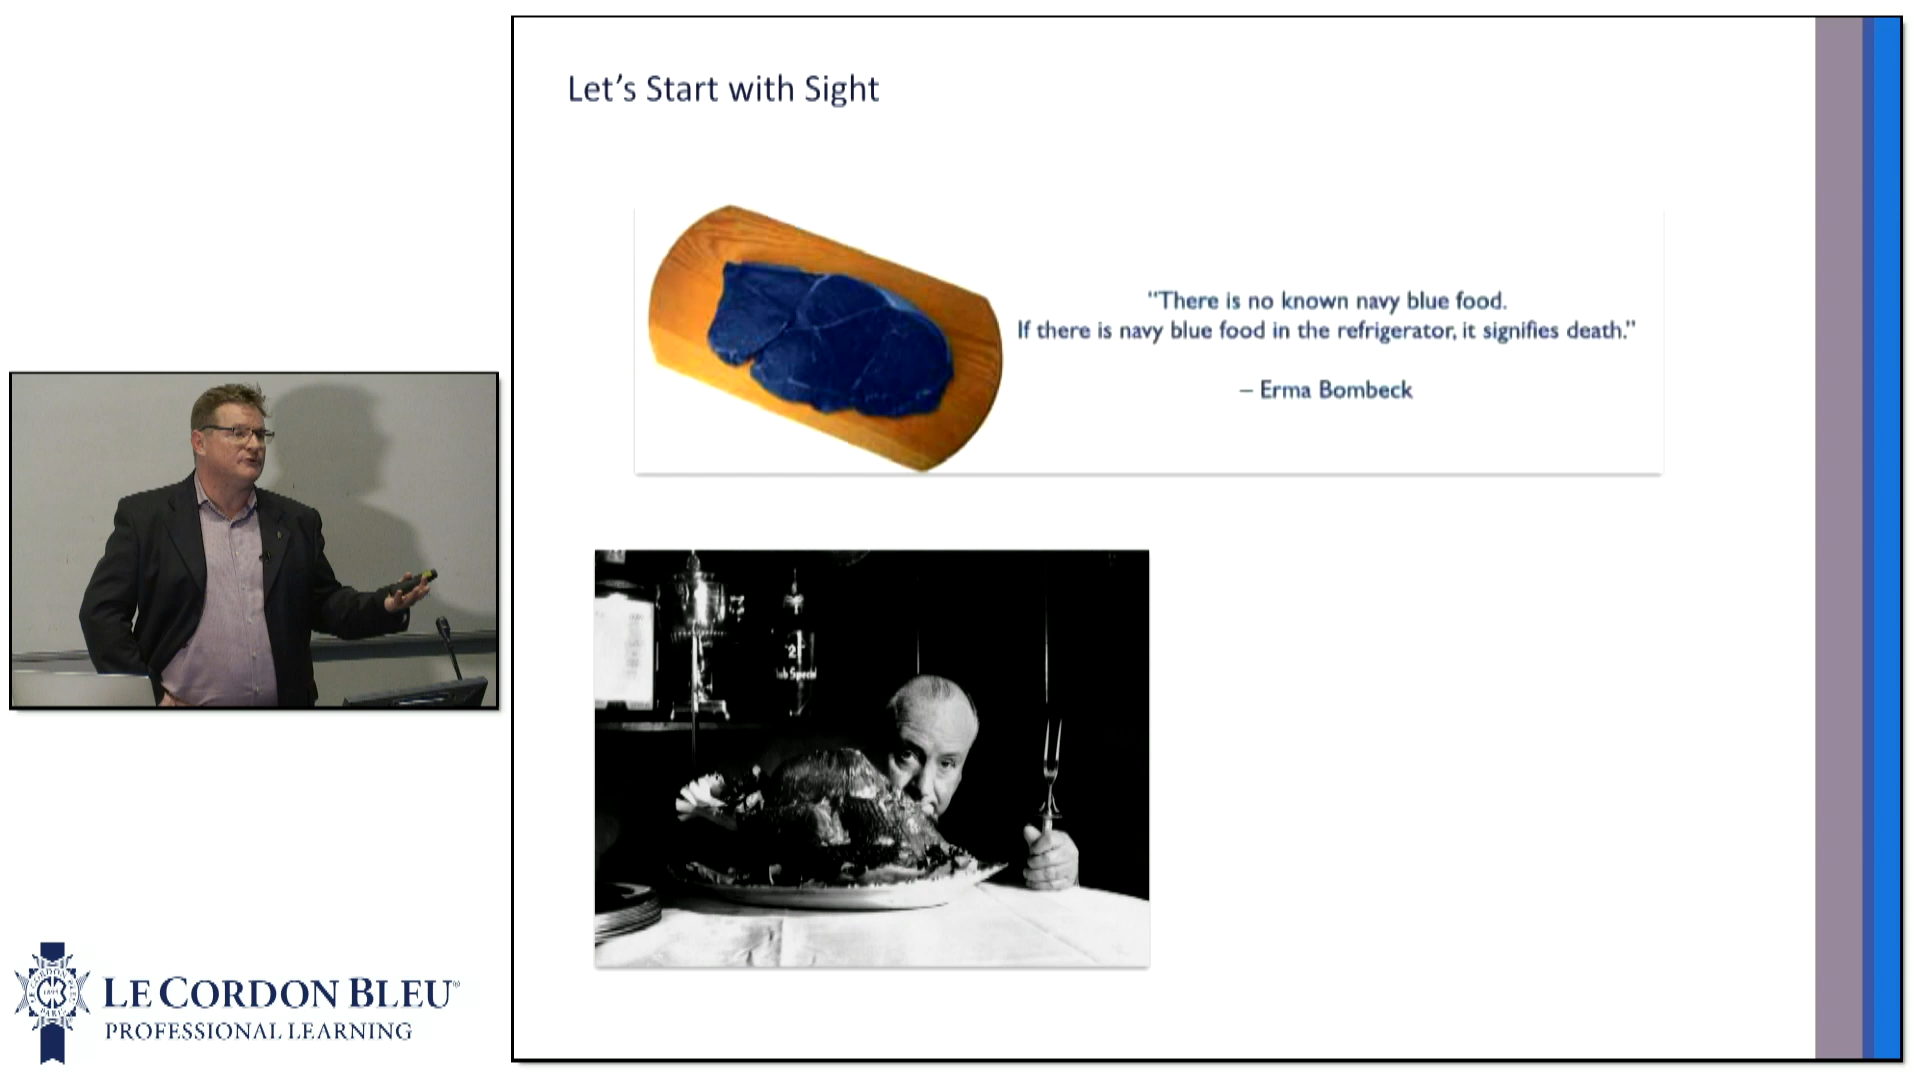 Let's Start with Sight
"There is no known navy blue food.
If there is navy blue food in the refrigerator, it signifies death."
– Erma Bombeck
2
LE CORDON BLEU®
PROFESSIONAL LEARNING